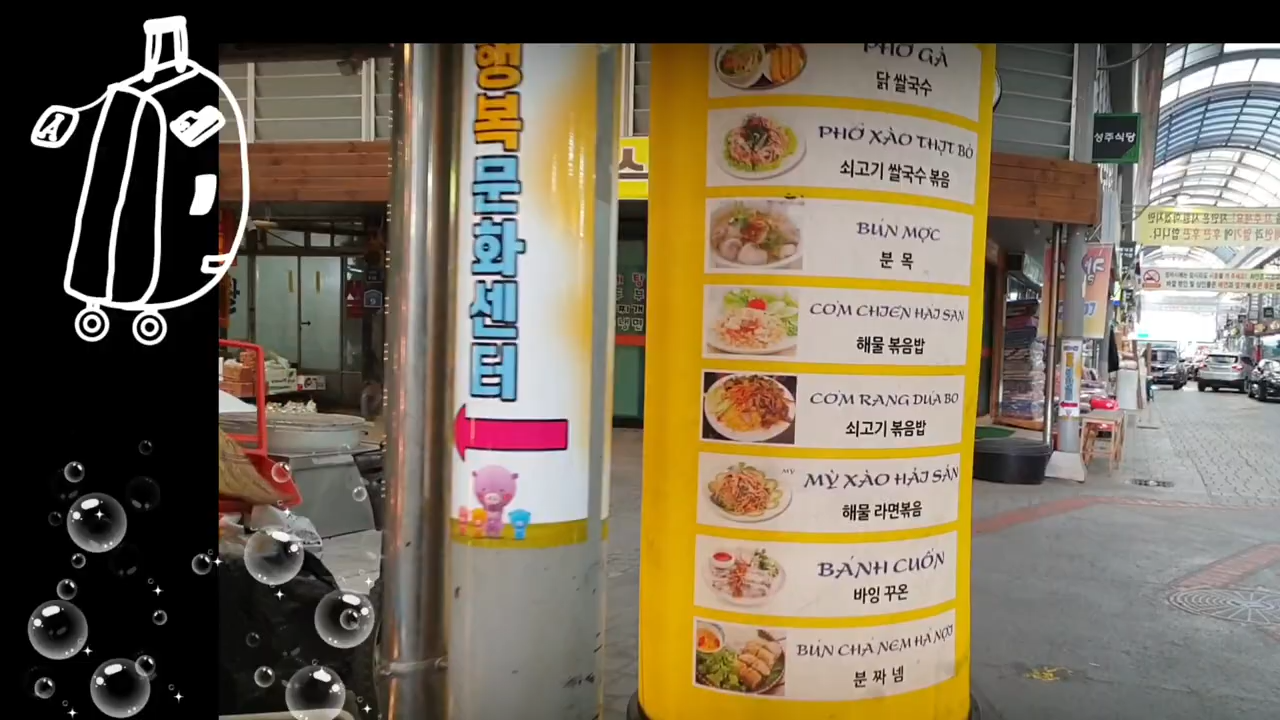 행복문화센터
PHỞ GÀ
닭 쌀국수
PHỞ XÀO THỊT BÒ
쇠고기 쌀국수 볶음
BÚN MỌC
분 목
CƠM CHIÊN HẢI SẢN
해물 볶음밥
CƠM RANG DƯA BÒ
쇠고기 볶음밥
MỲ XÀO HẢI SẢN
해물 라면볶음
BÁNH CUỐN
바잉 꾸온
BÚN CHẢ NEM HÀ NỘI
분 짜 넴
성주식당
A